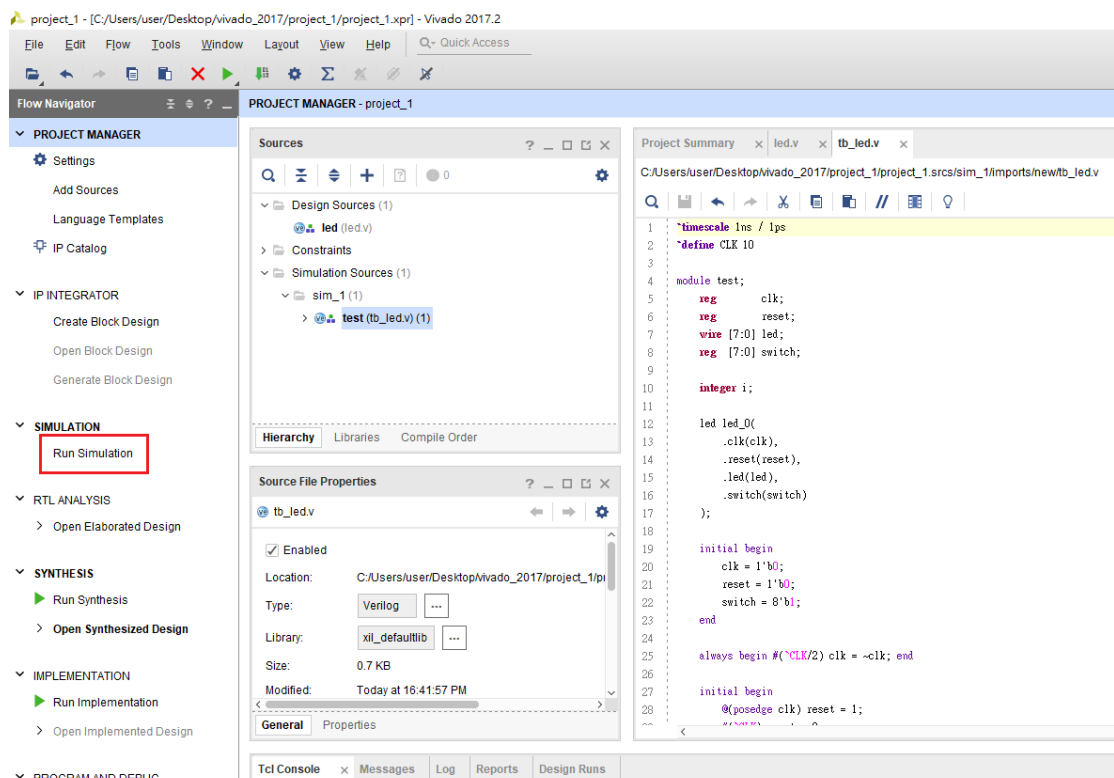 project_1 - [C:/Users/user/Desktop/vivado_2017/project_1/project_1.xpr] - Vivado 2017.2
File Edit Flow Tools Window Layout View Help Quick Access
Flow Navigator
PROJECT MANAGER
Settings
Add Sources
Language Templates
IP Catalog
IP INTEGRATOR
Create Block Design
Open Block Design
Generate Block Design
SIMULATION
Run Simulation
RTL ANALYSIS
Open Elaborated Design
SYNTHESIS
Run Synthesis
Open Synthesized Design
IMPLEMENTATION
Run Implementation
Open Implemented Design
PROGRAM AND DEBUG
PROJECT MANAGER - project_1
Sources
0
Design Sources (1)
led (led.v)
Constraints
Simulation Sources (1)
sim_1 (1)
test (tb_led.v) (1)
Hierarchy Libraries Compile Order
Source File Properties
tb_led.v
Enabled
Location: C:/Users/user/Desktop/vivado_2017/project_1/pr
Type: Verilog ...
Library: xil_defaultlib ...
Size: 0.7 KB
Modified: Today at 16:41:57 PM
General Properties
Project Summary led.v tb_led.v
C:/Users/user/Desktop/vivado_2017/project_1/project_1.srcs/sim_1/imports/new/tb_led.v
1 `timescale 1ns / 1ps
2 `define CLK 10
3
4 module test;
5 reg clk;
6 reg reset;
7 wire [7:0] led;
8 reg [7:0] switch;
9
10 integer i;
11
12 led led_0(
13 .clk(clk),
14 .reset(reset),
15 .led(led),
16 .switch(switch)
17 );
18
19 initial begin
20 clk = 1'b0;
21 reset = 1'b0;
22 switch = 8'b1;
23 end
24
25 always begin #(`CLK/2) clk = ~clk; end
26
27 initial begin
28 @(posedge clk) reset = 1;
Tcl Console Messages Log Reports Design Runs